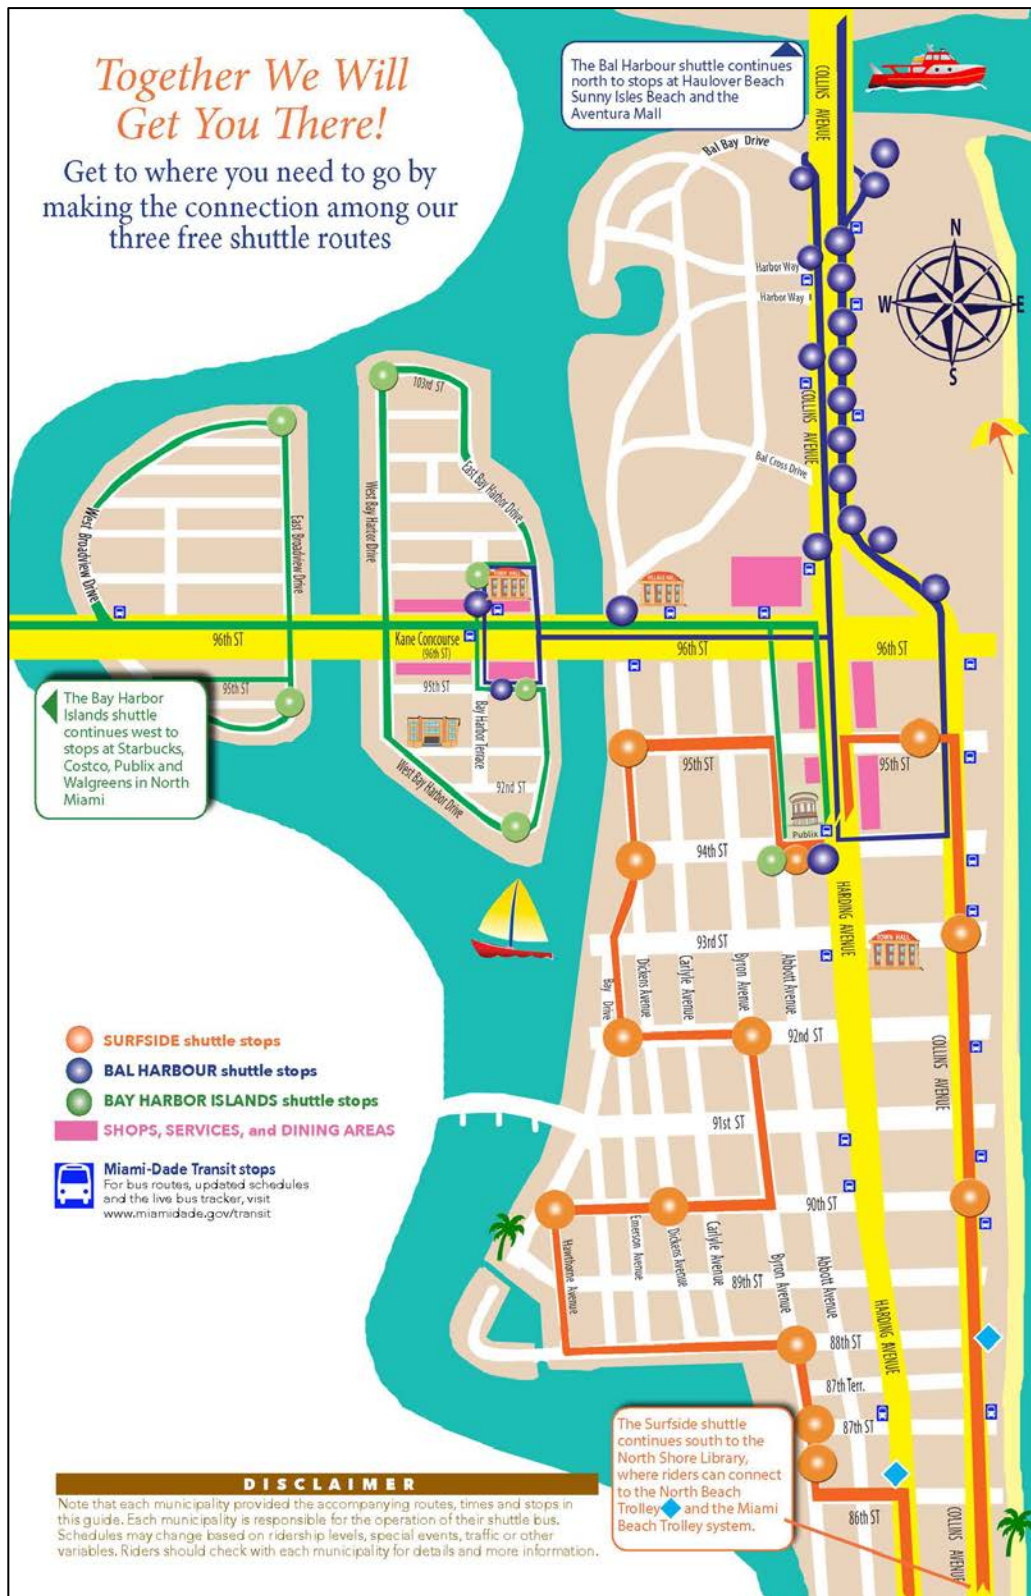 Together We Will
Get You There!
Get to where you need to go by
making the connection among our
three free shuttle routes
The Bal Harbour shuttle continues
north to stops at Haulover Beach
Sunny Isles Beach and the
Aventura Mall
COLLINS AVENUE
Bal Bay Drive
Harbor Way
Harbor Way
N
W
E
S
COLLINS AVENUE
COLLINS AVENUE
Bal Cross Drive
103rd ST
East Bay Harbor Drive
West Bay Harbor Drive
West Broadview Drive
East Broadview Drive
96th ST
Kane Concourse
(96th ST)
96th ST
96th ST
95th ST
95th ST
Bay Harbor Terrace
West Bay Harbor Drive
92nd ST
95th ST
95th ST
The Bay Harbor
Islands shuttle
continues west to
stops at Starbucks,
Costco, Publix and
Walgreens in North
Miami
Publix
94th ST
HARDING AVENUE
TOWN HALL
93rd ST
Bay Drive
Dickens Avenue
Carlyle Avenue
Byron Avenue
Abbott Avenue
92nd ST
COLLINS AVENUE
91st ST
90th ST
SURFSIDE shuttle stops
BAL HARBOUR shuttle stops
BAY HARBOR ISLANDS shuttle stops
SHOPS, SERVICES, and DINING AREAS
Miami-Dade Transit stops
For bus routes, updated schedules
and the live bus tracker, visit
www.miamidade.gov/transit
Hawthorne Avenue
Emerson Avenue
Dickens Avenue
Carlyle Avenue
89th ST
Byron Avenue
Abbott Avenue
HARDING AVENUE
88th ST
87th Terr.
87th ST
86th ST
COLLINS AVENUE
The Surfside shuttle
continues south to the
North Shore Library,
where riders can connect
to the North Beach
Trolley and the Miami
Beach Trolley system.
DISCLAIMER
Note that each municipality provided the accompanying routes, times and stops in
this guide. Each municipality is responsible for the operation of their shuttle bus.
Schedules may change based on ridership levels, special events, traffic or other
variables. Riders should check with each municipality for details and more information.